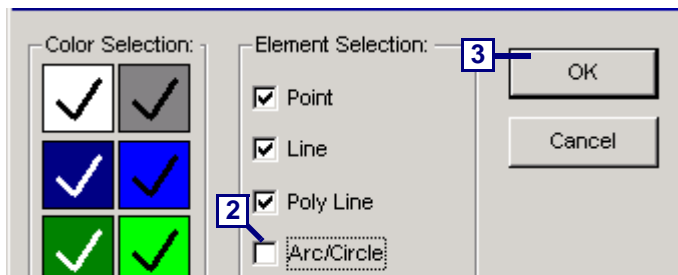 Color Selection:
Element Selection:
3
OK
Point
Line
Cancel
Poly Line
2
Arc/Circle